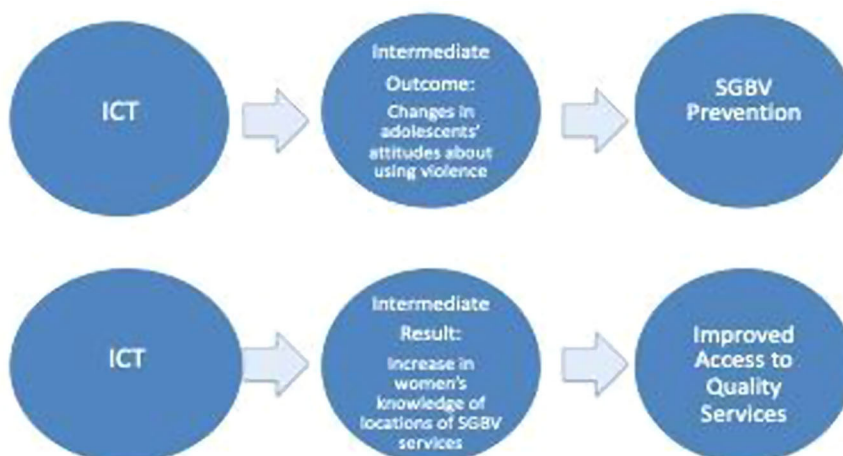 ICT
Intermediate
Outcome:
Changes in
adolescents'
attitudes about
using violence
SGBV
Prevention
ICT
Intermediate
Result:
Increase in
women's
knowledge of
locations of SGBV
services
Improved
Access to
Quality
Services